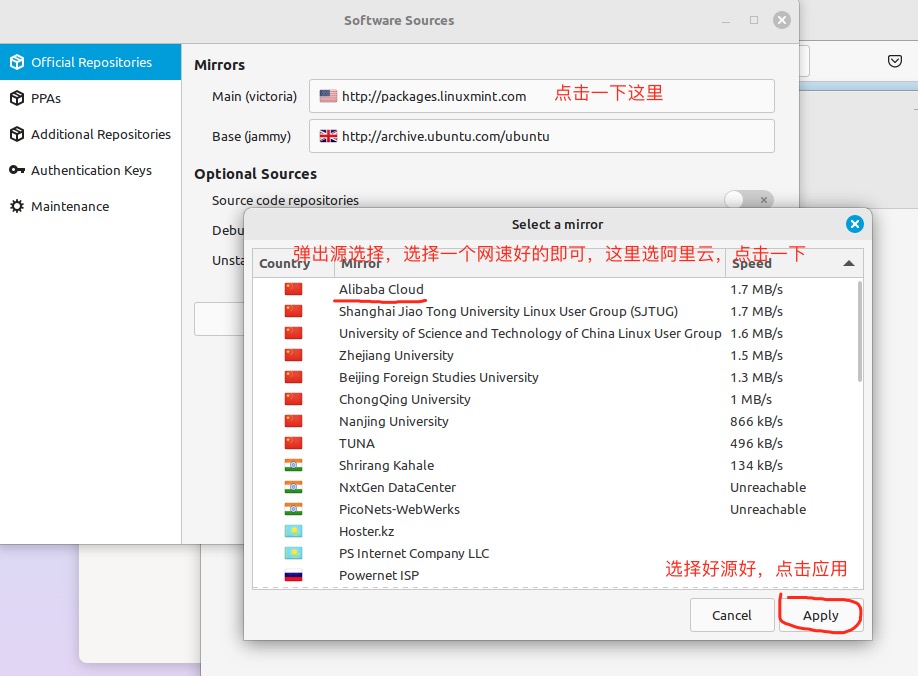 Software Sources
Official Repositories
PPAs
Additional Repositories
Authentication Keys
Maintenance
Mirrors
Main (victoria) http://packages.linuxmint.com 点击一下这里
Base (jammy) http://archive.ubuntu.com/ubuntu
Optional Sources
Source code repositories
Debu
Unsta
Select a mirror
弹出源选择，选择一个网速好的即可，这里选阿里云，点击一下
Country Mirror Speed
Alibaba Cloud 1.7 MB/s
Shanghai Jiao Tong University Linux User Group (SJTUG) 1.7 MB/s
University of Science and Technology of China Linux User Group 1.6 MB/s
Zhejiang University 1.5 MB/s
Beijing Foreign Studies University 1.3 MB/s
ChongQing University 1 MB/s
Nanjing University 866 kB/s
TUNA 496 kB/s
Shrirang Kahale 134 kB/s
NxtGen DataCenter Unreachable
PicoNets-WebWerks Unreachable
Hoster.kz
PS Internet Company LLC
Powernet ISP
选择好源好，点击应用
Cancel Apply